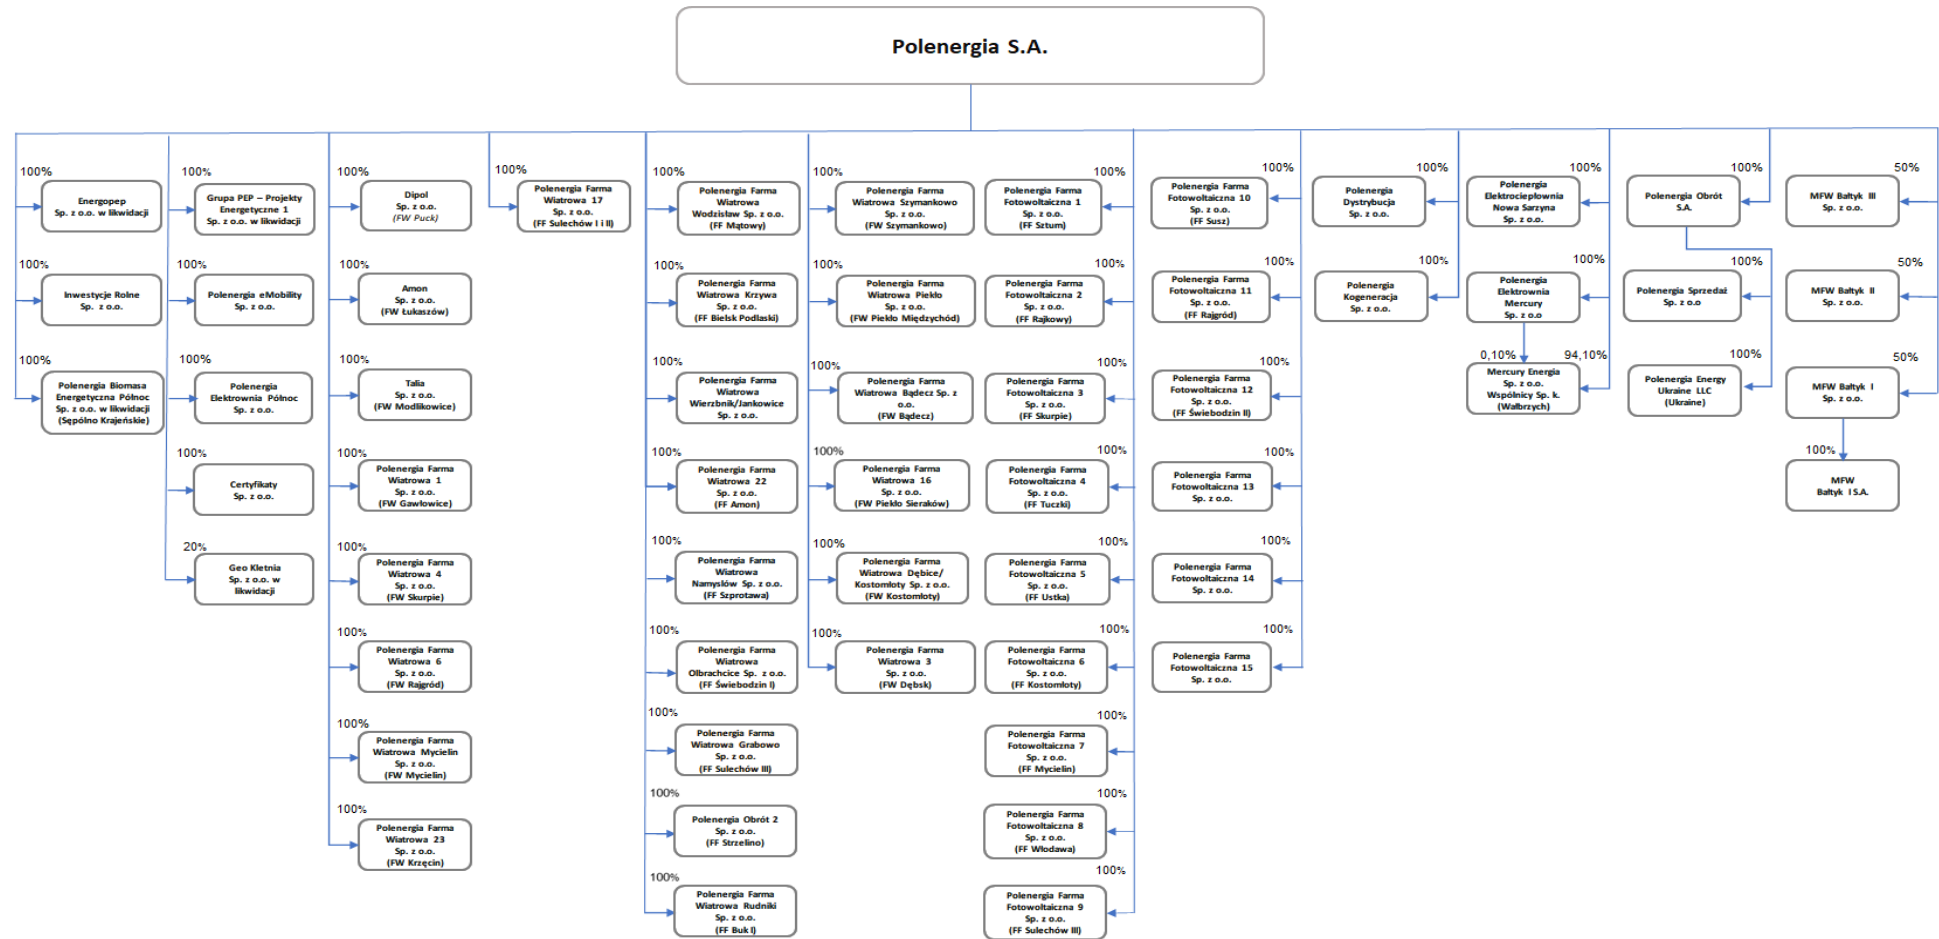 Polenergia S.A.
100%
Energopep
Sp. z o.o. w likwidacji
100%
Inwestycje Rolne
Sp. z o.o.
100%
Polenergia Biomasa
Energetyczna Północ
Sp. z o.o. w likwidacji
(Sępólno Krajeńskie)
100%
Grupa PEP – Projekty
Energetyczne 1
Sp. z o.o. w likwidacji
100%
Polenergia eMobility
Sp. z o.o.
100%
Polenergia
Elektrownia Północ
Sp. z o.o.
100%
Certyfikaty
Sp. z o.o.
20%
Geo Kletnia
Sp. z o.o. w
likwidacji
100%
Dipol
Sp. z o.o.
(FW Puck)
100%
Amon
Sp. z o.o.
(FW Łukaszów)
100%
Talia
Sp. z o.o.
(FW Modlikowice)
100%
Polenergia Farma
Wiatrowa 1
Sp. z o.o.
(FW Gawłowice)
100%
Polenergia Farma
Wiatrowa 4
Sp. z o.o.
(FW Skurpie)
100%
Polenergia Farma
Wiatrowa 6
Sp. z o.o.
(FW Rajgród)
100%
Polenergia Farma
Wiatrowa Mycielin
Sp. z o.o.
(FW Mycielin)
100%
Polenergia Farma
Wiatrowa 23
Sp. z o.o.
(FW Krzęcin)
100%
Polenergia Farma
Wiatrowa 17
Sp. z o.o.
(FF Sulechów I i II)
100%
Polenergia Farma
Wiatrowa
Wodzisław Sp. z o.o.
(FF Mątowy)
100%
Polenergia Farma
Wiatrowa Krzywa
Sp. z o.o.
(FF Bielsk Podlaski)
100%
Polenergia Farma
Wiatrowa
Wierzbnik/Jankowice
Sp. z o.o.
100%
Polenergia Farma
Wiatrowa 22
Sp. z o.o.
(FF Amon)
100%
Polenergia Farma
Wiatrowa
Namysłów Sp. z o.o.
(FF Szprotawa)
100%
Polenergia Farma
Wiatrowa
Olbrachcice Sp. z o.o.
(FF Świebodzin I)
100%
Polenergia Farma
Wiatrowa Grabowo
Sp. z o.o.
(FF Sulechów III)
100%
Polenergia Obrót 2
Sp. z o.o.
(FF Strzelino)
100%
Polenergia Farma
Wiatrowa Rudniki
Sp. z o.o.
(FF Buk I)
100%
Polenergia Farma
Wiatrowa Szymankowo
Sp. z o.o.
(FW Szymankowo)
100%
Polenergia Farma
Wiatrowa Piekło
Sp. z o.o.
(FW Piekło Międzychód)
100%
Polenergia Farma
Wiatrowa Bądecz Sp. z
o.o.
(FW Bądecz)
100%
Polenergia Farma
Wiatrowa 16
Sp. z o.o.
(FW Piekło Sieraków)
100%
Polenergia Farma
Wiatrowa Dębice/
Kostomłoty Sp. z o.o.
(FW Kostomłoty)
100%
Polenergia Farma
Wiatrowa 3
Sp. z o.o.
(FW Dębsk)
100%
Polenergia Farma
Fotowoltaiczna 1
Sp. z o.o.
(FF Sztum)
100%
Polenergia Farma
Fotowoltaiczna 2
Sp. z o.o.
(FF Rajkowy)
100%
Polenergia Farma
Fotowoltaiczna 3
Sp. z o.o.
(FF Skurpie)
100%
Polenergia Farma
Fotowoltaiczna 4
Sp. z o.o.
(FF Tuczki)
100%
Polenergia Farma
Fotowoltaiczna 5
Sp. z o.o.
(FF Ustka)
100%
Polenergia Farma
Fotowoltaiczna 6
Sp. z o.o.
(FF Kostomłoty)
100%
Polenergia Farma
Fotowoltaiczna 7
Sp. z o.o.
(FF Mycielin)
100%
Polenergia Farma
Fotowoltaiczna 8
Sp. z o.o.
(FF Włodawa)
100%
Polenergia Farma
Fotowoltaiczna 9
Sp. z o.o.
(FF Sulechów III)
100%
Polenergia Farma
Fotowoltaiczna 10
Sp. z o.o.
(FF Susz)
100%
Polenergia Farma
Fotowoltaiczna 11
Sp. z o.o.
(FF Rajgród)
100%
Polenergia Farma
Fotowoltaiczna 12
Sp. z o.o.
(FF Świebodzin II)
100%
Polenergia Farma
Fotowoltaiczna 13
Sp. z o.o.
100%
Polenergia Farma
Fotowoltaiczna 14
Sp. z o.o.
100%
Polenergia Farma
Fotowoltaiczna 15
Sp. z o.o.
100%
Polenergia
Dystrybucja
Sp. z o.o.
100%
Polenergia
Kogeneracja
Sp. z o.o.
100%
Polenergia
Elektrociepłownia
Nowa Sarzyna
Sp. z o.o.
100%
Polenergia
Elektrownia
Mercury
Sp. z o.o
0,10%
94,10%
Mercury Energia
Sp. z o.o.
Wspólnicy Sp. k.
(Wałbrzych)
100%
Polenergia Obrót
S.A.
100%
Polenergia Sprzedaż
Sp. z o.o
100%
Polenergia Energy
Ukraine LLC
(Ukraine)
50%
MFW Bałtyk III
Sp. z o.o.
50%
MFW Bałtyk II
Sp. z o.o.
50%
MFW Bałtyk I
Sp. z o.o.
100%
MFW
Bałtyk I S.A.